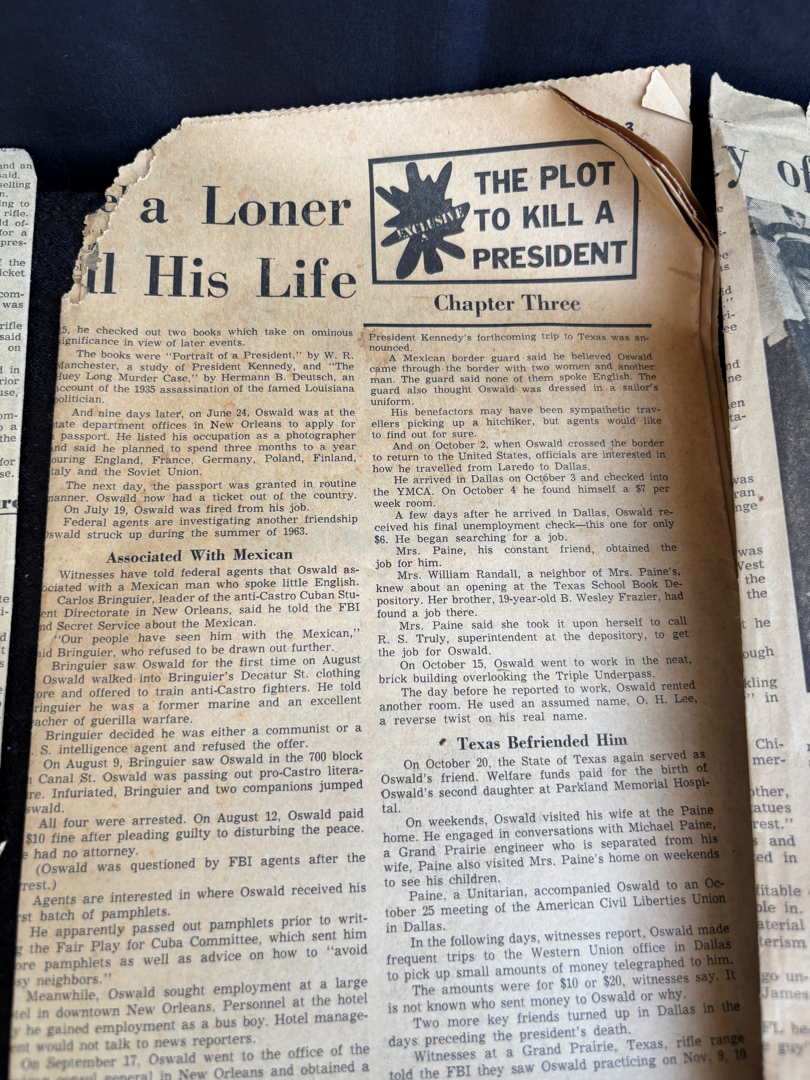 3
a Loner
His Life
EXCLUSIVE
THE PLOT
TO KILL A
PRESIDENT
Chapter Three
5, he checked out two books which take on ominous
significance in view of later events.
The books were "Portrait of a President," by W. R.
Manchester, a study of President Kennedy, and "The
Huey Long Murder Case," by Hermann B. Deutsch, an
account of the 1935 assassination of the famed Louisiana
politician.
And nine days later, on June 24, Oswald was at the
state department offices in New Orleans to apply for
passport. He listed his occupation as a photographer
and said he planned to spend three months to a year
touring England, France, Germany, Poland, Finland,
Italy and the Soviet Union.
The next day, the passport was granted in routine
manner. Oswald now had a ticket out of the country.
On July 19, Oswald was fired from his job.
Federal agents are investigating another friendship
Oswald struck up during the summer of 1963.
Associated With Mexican
Witnesses have told federal agents that Oswald as-
sociated with a Mexican man who spoke little English.
Carlos Bringuier, leader of the anti-Castro Cuban Stu-
ent Directorate in New Orleans, said he told the FBI
nd Secret Service about the Mexican.
"Our people have seen him with the Mexican,"
aid Bringuier, who refused to be drawn out further.
Bringuier saw Oswald for the first time on August
Oswald walked into Bringuier's Decatur St. clothing
ore and offered to train anti-Castro fighters. He told
ringuier he was a former marine and an excellent
eacher of guerilla warfare.
Bringuier decided he was either a communist or a
. S. intelligence agent and refused the offer.
On August 9, Bringuier saw Oswald in the 700 block
Canal St. Oswald was passing out pro-Castro litera-
re. Infuriated, Bringuier and two companions jumped
swald.
All four were arrested. On August 12, Oswald paid
$10 fine after pleading guilty to disturbing the peace.
had no attorney.
(Oswald was questioned by FBI agents after the
rest.)
Agents are interested in where Oswald received his
st batch of pamphlets.
He apparently passed out pamphlets prior to writ-
g the Fair Play for Cuba Committee, which sent him
ore pamphlets as well as advice on how to "avoid
sy neighbors."
Meanwhile, Oswald sought employment at a large
tel in downtown New Orleans. Personnel at the hotel
y he gained employment as a bus boy. Hotel manage-
ent would not talk to news reporters.
On September 17, Oswald went to the office of the
general in New Orleans and obtained a
President Kennedy's forthcoming trip to Texas was an-
nounced.
A Mexican border guard said he believed Oswald
came through the border with two women and another
man. The guard said none of them spoke English. The
guard also thought Oswald was dressed in a sailor's
uniform.
His benefactors may have been sympathetic trav-
ellers picking up a hitchiker, but agents would like
to find out for sure.
And on October 2, when Oswald crossed the border
to return to the United States, officials are interested in
how he travelled from Laredo to Dallas.
He arrived in Dallas on October 3 and checked into
the YMCA. On October 4 he found himself a $7 per
week room.
A few days after he arrived in Dallas, Oswald re-
ceived his final unemployment check—this one for only
$6. He began searching for a job.
Mrs. Paine, his constant friend, obtained the
job for him.
Mrs. William Randall, a neighbor of Mrs. Paine's,
knew about an opening at the Texas School Book De-
pository. Her brother, 19-year-old B. Wesley Frazier, had
found a job there.
Mrs. Paine said she took it upon herself to call
R. S. Truly, superintendent at the depository, to get
the job for Oswald.
On October 15, Oswald went to work in the neat,
brick building overlooking the Triple Underpass.
The day before he reported to work, Oswald rented
another room. He used an assumed name, O. H. Lee,
a reverse twist on his real name.
Texas Befriended Him
On October 20, the State of Texas again served as
Oswald's friend. Welfare funds paid for the birth of
Oswald's second daughter at Parkland Memorial Hospi-
tal.
On weekends, Oswald visited his wife at the Paine
home. He engaged in conversations with Michael Paine,
a Grand Prairie engineer who is separated from his
wife, Paine also visited Mrs. Paine's home on weekends
to see his children.
Paine, a Unitarian, accompanied Oswald to an Oc-
tober 25 meeting of the American Civil Liberties Union
in Dallas.
In the following days, witnesses report, Oswald made
frequent trips to the Western Union office in Dallas
to pick up small amounts of money telegraphed to him.
The amounts were for $10 or $20, witnesses say. It
is not known who sent money to Oswald or why.
Two more key friends turned up in Dallas in the
days preceding the president's death.
Witnesses at a Grand Prairie, Texas, rifle range
told the FBI they saw Oswald practicing on Nov. 9, 10